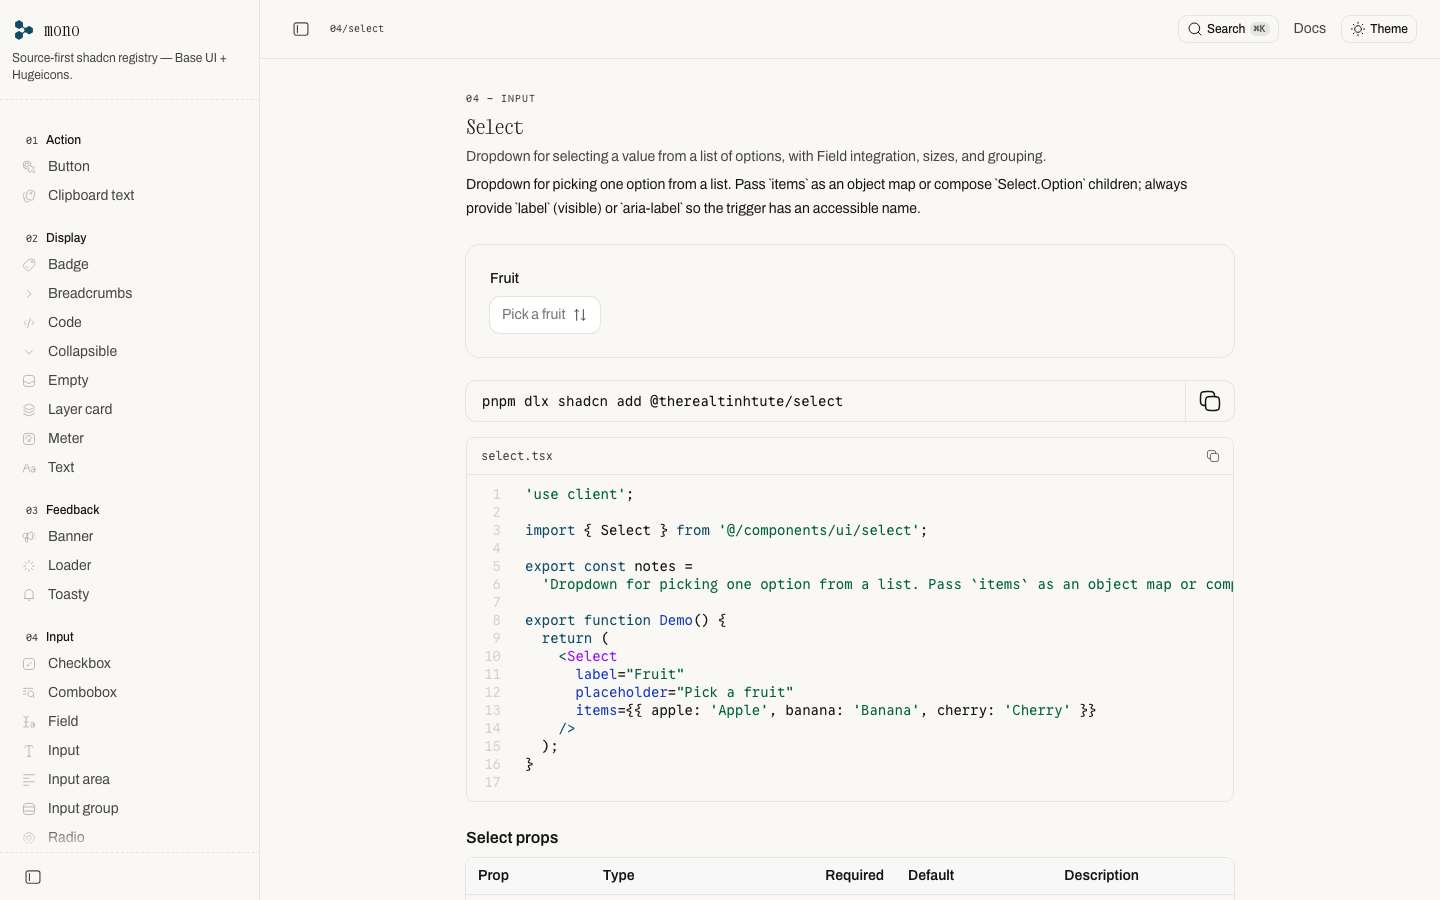 mono
Source-first shadcn registry — Base UI +
Hugeicons.
01 Action
Button
Clipboard text
02 Display
Badge
Breadcrumbs
Code
Collapsible
Empty
Layer card
Meter
Text
03 Feedback
Banner
Loader
Toasty
04 Input
Checkbox
Combobox
Field
Input
Input area
Input group
Radio
04/select
Search ⌘K
Docs
Theme
04 — INPUT
Select
Dropdown for selecting a value from a list of options, with Field integration, sizes, and grouping.
Dropdown for picking one option from a list. Pass `items` as an object map or compose `Select.Option` children; always
provide `label` (visible) or `aria-label` so the trigger has an accessible name.
Fruit
Pick a fruit
pnpm dlx shadcn add @therealtinhtute/select
select.tsx
1 'use client';
2
3 import { Select } from '@/components/ui/select';
4
5 export const notes =
6 'Dropdown for picking one option from a list. Pass `items` as an object map or comp
7
8 export function Demo() {
9 return (
10 <Select
11 label="Fruit"
12 placeholder="Pick a fruit"
13 items={{ apple: 'Apple', banana: 'Banana', cherry: 'Cherry' }}
14 />
15 );
16 }
17
Select props
Prop Type Required Default Description